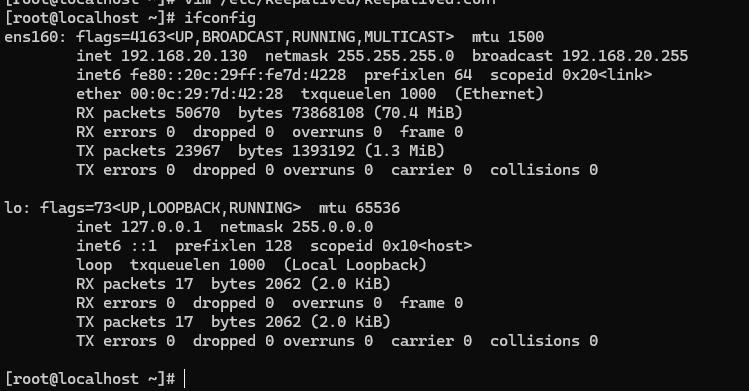 [root@localhost ~]# vim /etc/keepalived/keepalived.conf
[root@localhost ~]# ifconfig
ens160: flags=4163<UP,BROADCAST,RUNNING,MULTICAST>  mtu 1500
        inet 192.168.20.130  netmask 255.255.255.0  broadcast 192.168.20.255
        inet6 fe80::20c:29ff:fe7d:4228  prefixlen 64  scopeid 0x20<link>
        ether 00:0c:29:7d:42:28  txqueuelen 1000  (Ethernet)
        RX packets 50670  bytes 73868108 (70.4 MiB)
        RX errors 0  dropped 0  overruns 0  frame 0
        TX packets 23967  bytes 1393192 (1.3 MiB)
        TX errors 0  dropped 0 overruns 0  carrier 0  collisions 0

lo: flags=73<UP,LOOPBACK,RUNNING>  mtu 65536
        inet 127.0.0.1  netmask 255.0.0.0
        inet6 ::1  prefixlen 128  scopeid 0x10<host>
        loop  txqueuelen 1000  (Local Loopback)
        RX packets 17  bytes 2062 (2.0 KiB)
        RX errors 0  dropped 0  overruns 0  frame 0
        TX packets 17  bytes 2062 (2.0 KiB)
        TX errors 0  dropped 0 overruns 0  carrier 0  collisions 0

[root@localhost ~]#